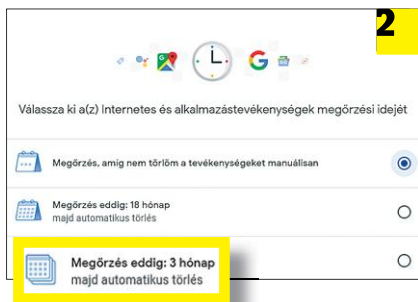 2
Válassza ki a(z) Internetes és alkalmazástevékenységek megőrzési idejét
Megőrzés, amíg nem törlöm a tevékenységeket manuálisan
Megőrzés eddig: 18 hónap
majd automatikus törlés
Megőrzés eddig: 3 hónap
majd automatikus törlés